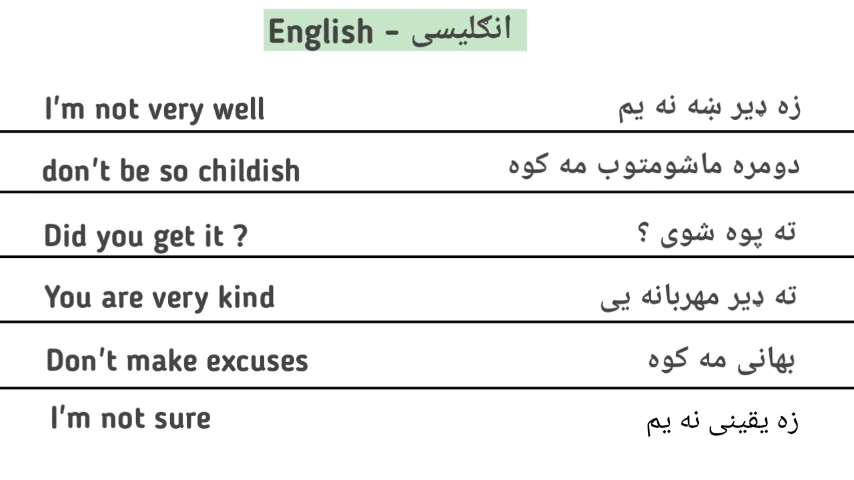 English - انګلیسی
I'm not very well زه ډیر ښه نه یم
don't be so childish دومره ماشومتوب مه کوه
Did you get it ? ته پوه شوی ؟
You are very kind ته ډیر مهربانه یی
Don't make excuses بهانی مه کوه
I'm not sure زه یقینی نه یم